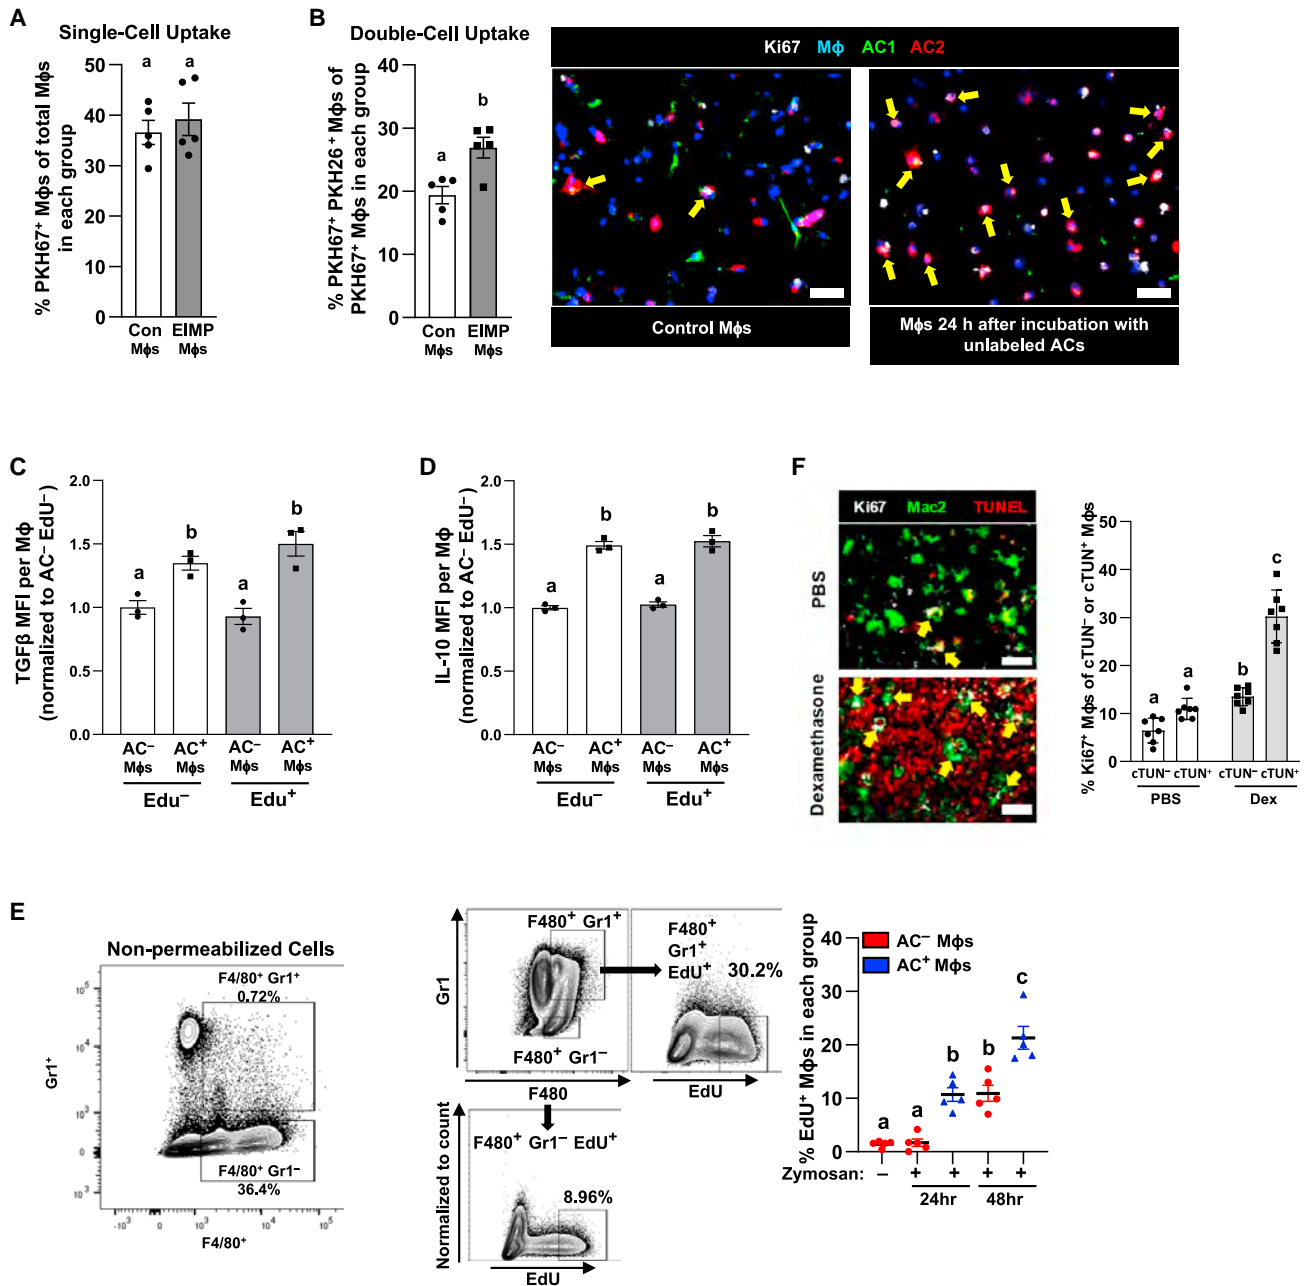 A
Single-Cell Uptake
% PKH67⁺ Mϕs of total Mϕs
in each group
50
40
30
20
10
0
a
a
Con
Mϕs
EIMP
Mϕs
B
Double-Cell Uptake
% PKH67⁺ PKH26⁺ Mϕs of
PKH67⁺ Mϕs in each group
40
30
20
10
0
a
b
Con
Mϕs
EIMP
Mϕs
Ki67 Mϕ AC1 AC2
Control Mϕs
Mϕs 24 h after incubation with
unlabeled ACs
C
TGFβ MFI per Mϕ
(normalized to AC⁻ EdU⁻)
2.0
1.5
1.0
0.5
0
a
b
a
b
AC⁻
Mϕs
AC⁺
Mϕs
AC⁻
Mϕs
AC⁺
Mϕs
Edu⁻
Edu⁺
D
IL-10 MFI per Mϕ
(normalized to AC⁻ EdU⁻)
2.0
1.5
1.0
0.5
0
a
b
a
b
AC⁻
Mϕs
AC⁺
Mϕs
AC⁻
Mϕs
AC⁺
Mϕs
Edu⁻
Edu⁺
F
Ki67 Mac2 TUNEL
PBS
Dexamethasone
% Ki67⁺ Mϕs of cTUN⁻ or cTUN⁺ Mϕs
50
40
30
20
10
0
a
a
b
c
cTUN⁻ cTUN⁺ cTUN⁻ cTUN⁺
PBS
Dex
E
Non-permeabilized Cells
F4/80⁺ Gr1⁺
0.72%
F4/80⁺ Gr1⁻
36.4%
Gr1⁺
10⁵
10⁴
10³
0
10³
-10³ 0 10³ 10⁴ 10⁵
F4/80⁺
F480⁺ Gr1⁺
F480⁺ Gr1⁻
Gr1
F480
F480⁺
Gr1⁺
EdU⁺ 30.2%
EdU
F480⁺ Gr1⁻ EdU⁺
8.96%
Normalized to count
EdU
AC⁻ Mϕs
AC⁺ Mϕs
% EdU⁺ Mϕs in each group
40
30
20
10
0
a
a
b
b
c
Zymosan: – + + + +
24hr
48hr